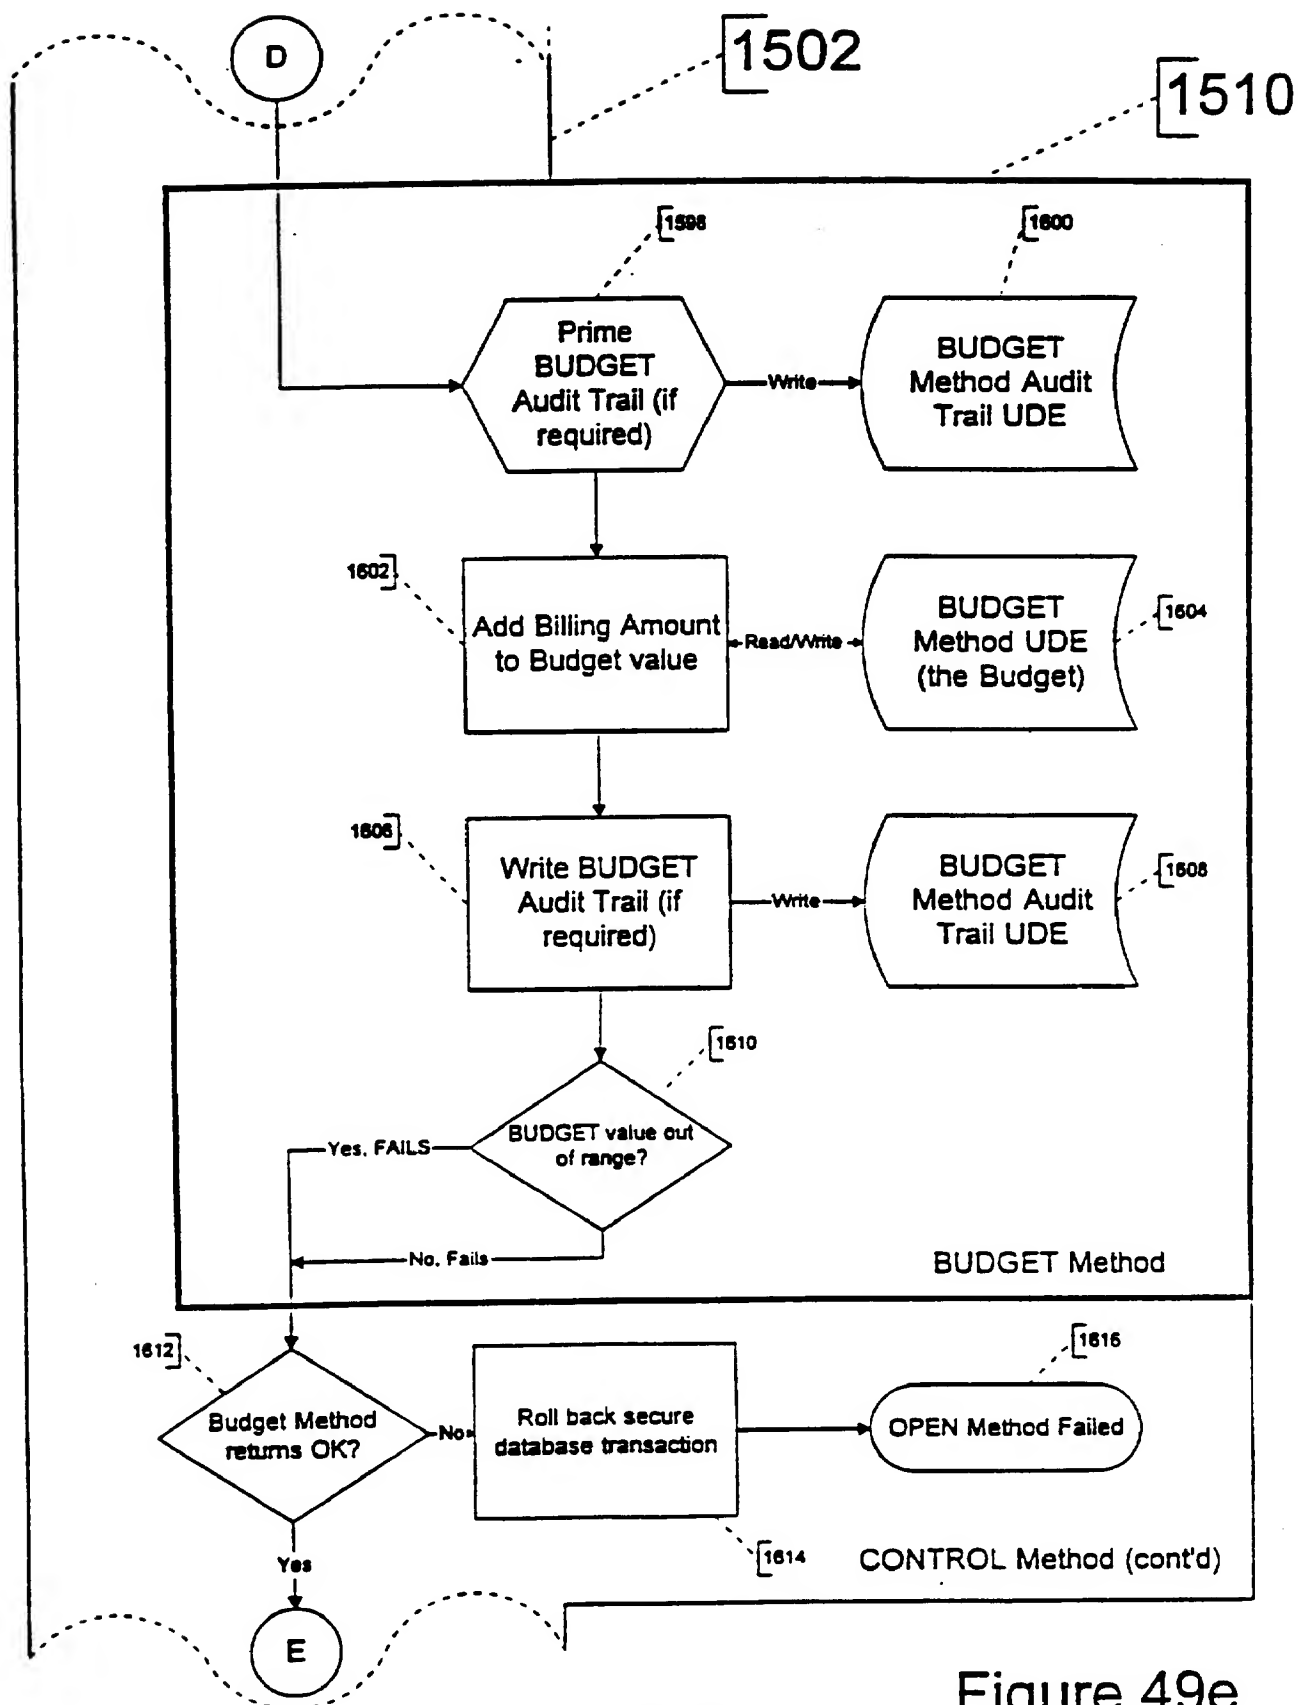 D
1502
1510
1598
1600
Prime
BUDGET
Audit Trail (if
required)
Write
BUDGET
Method Audit
Trail UDE
1602
Add Billing Amount
to Budget value
Read/Write
BUDGET
Method UDE
(the Budget)
1604
1606
Write BUDGET
Audit Trail (if
required)
Write
BUDGET
Method Audit
Trail UDE
1608
1610
BUDGET value out
of range?
Yes, FAILS
No, Fails
BUDGET Method
1612
Budget Method
returns OK?
No
Roll back secure
database transaction
1616
OPEN Method Failed
Yes
1614
CONTROL Method (cont'd)
E
Figure 49e